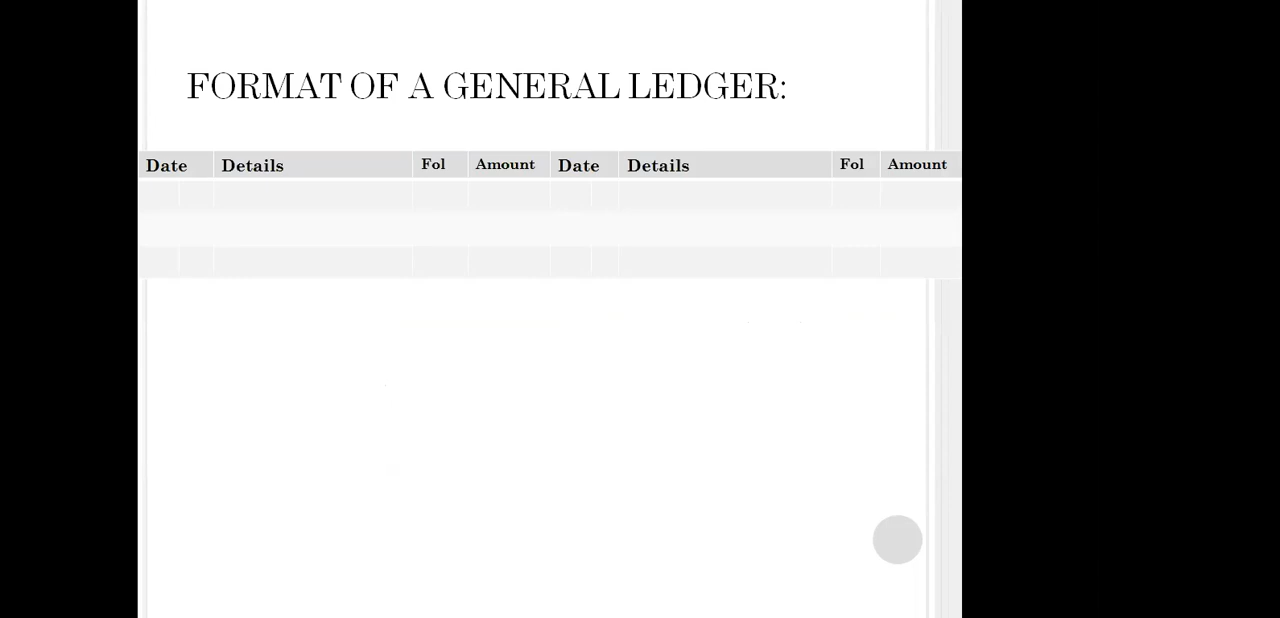 FORMAT OF A GENERAL LEDGER:
Date Details Fol Amount Date Details Fol Amount